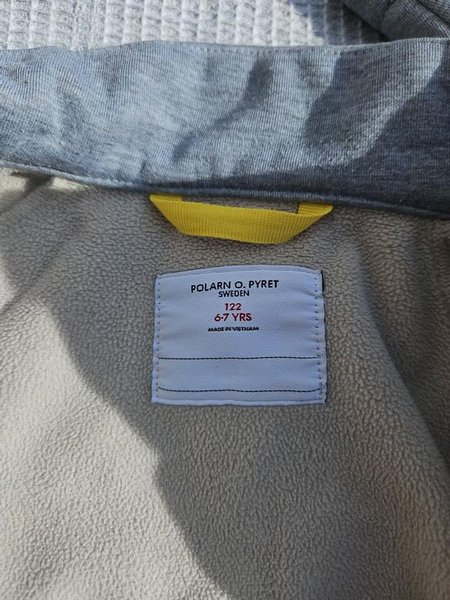 POLARN O. PYRET
SWEDEN
122
6-7 YRS
MADE IN VIETNAM